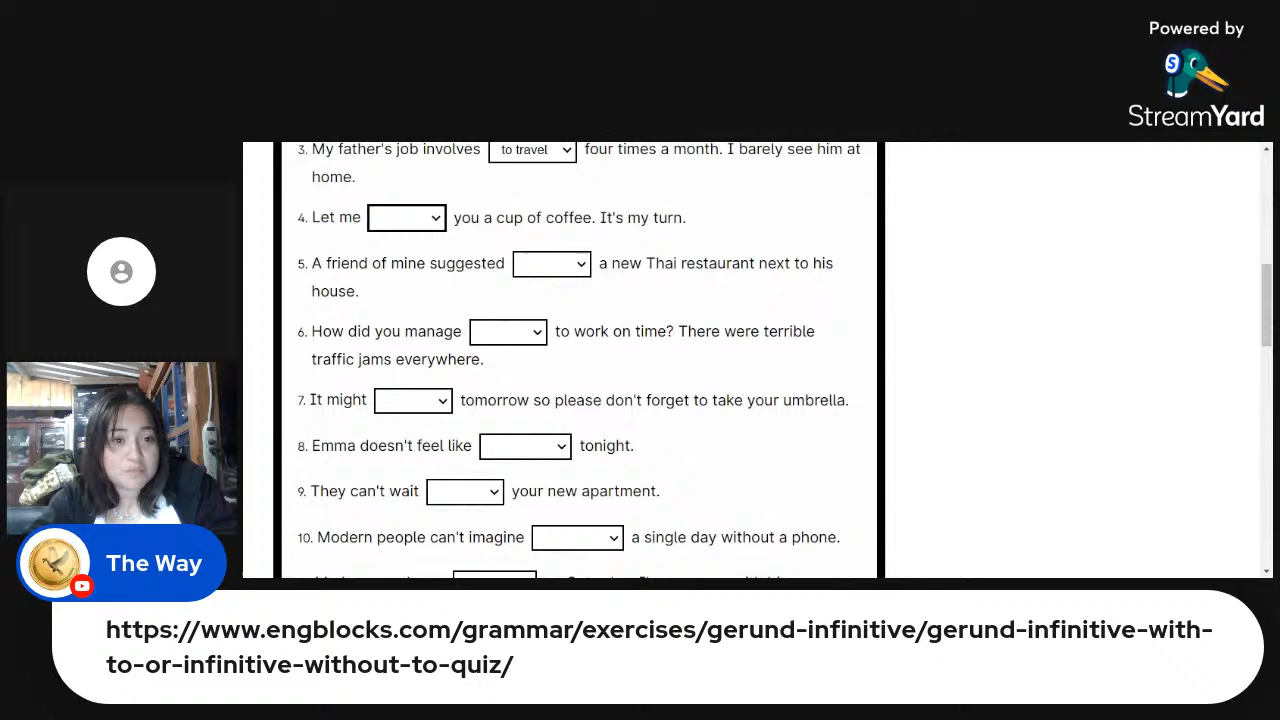 Powered by
StreamYard
3. My father's job involves to travel four times a month. I barely see him at
home.
4. Let me you a cup of coffee. It's my turn.
5. A friend of mine suggested a new Thai restaurant next to his
house.
6. How did you manage to work on time? There were terrible
traffic jams everywhere.
7. It might tomorrow so please don't forget to take your umbrella.
8. Emma doesn't feel like tonight.
9. They can't wait your new apartment.
10. Modern people can't imagine a single day without a phone.
The Way
https://www.engblocks.com/grammar/exercises/gerund-infinitive/gerund-infinitive-with-
to-or-infinitive-without-to-quiz/